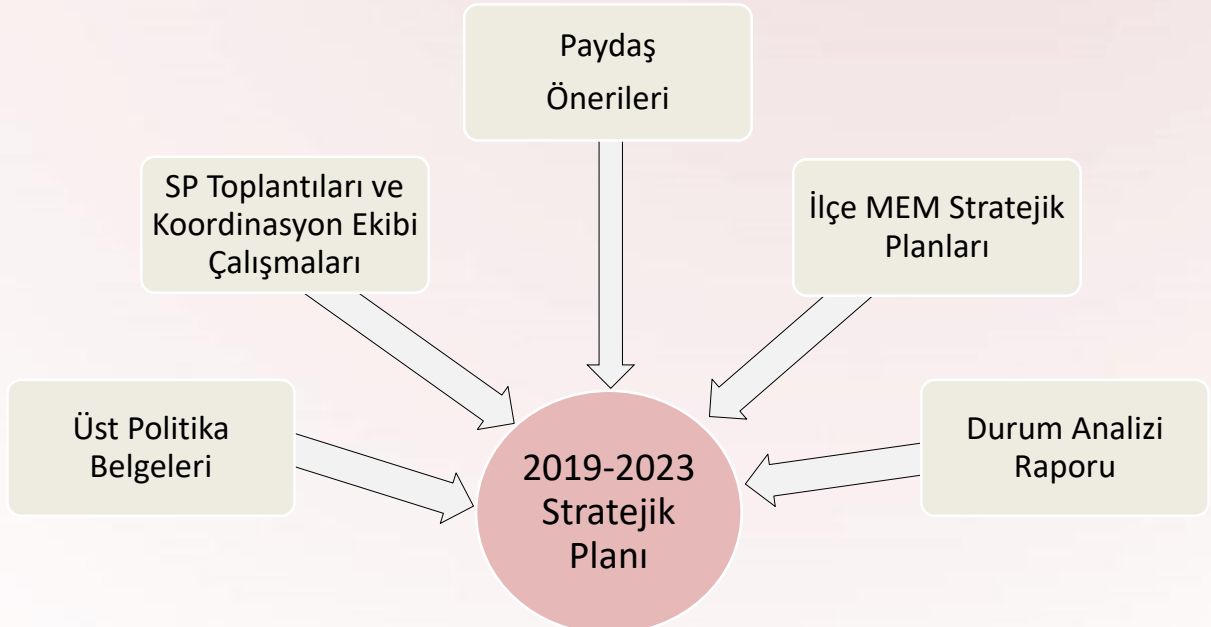 Paydaş
Önerileri
SP Toplantıları ve
Koordinasyon Ekibi
Çalışmaları
İlçe MEM Stratejik
Planları
Üst Politika
Belgeleri
Durum Analizi
Raporu
2019-2023
Stratejik
Planı